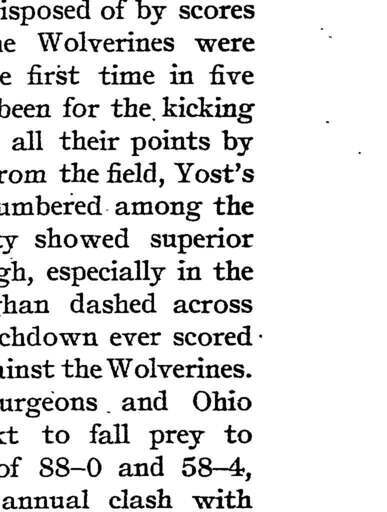 isposed of by scores
e Wolverines were
e first time in five
been for the kicking
all their points by
rom the field, Yost's
umbered among the
ty showed superior
gh, especially in the
han dashed across
chdown ever scored
ainst the Wolverines.
urgeons and Ohio
xt to fall prey to
of 88–0 and 58–4,
annual clash with